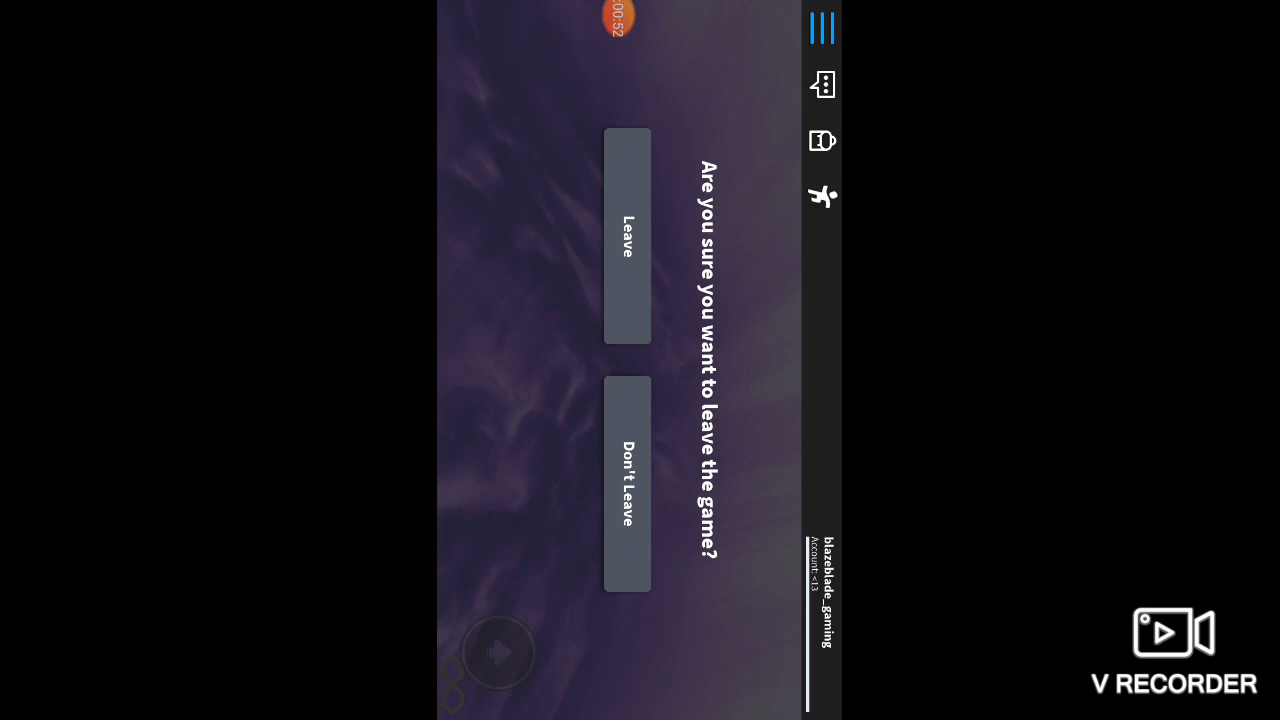 blazeblade_gaming
Account: <13
Are you sure you want to leave the game?
Leave
Don't Leave
:00:52
V RECORDER